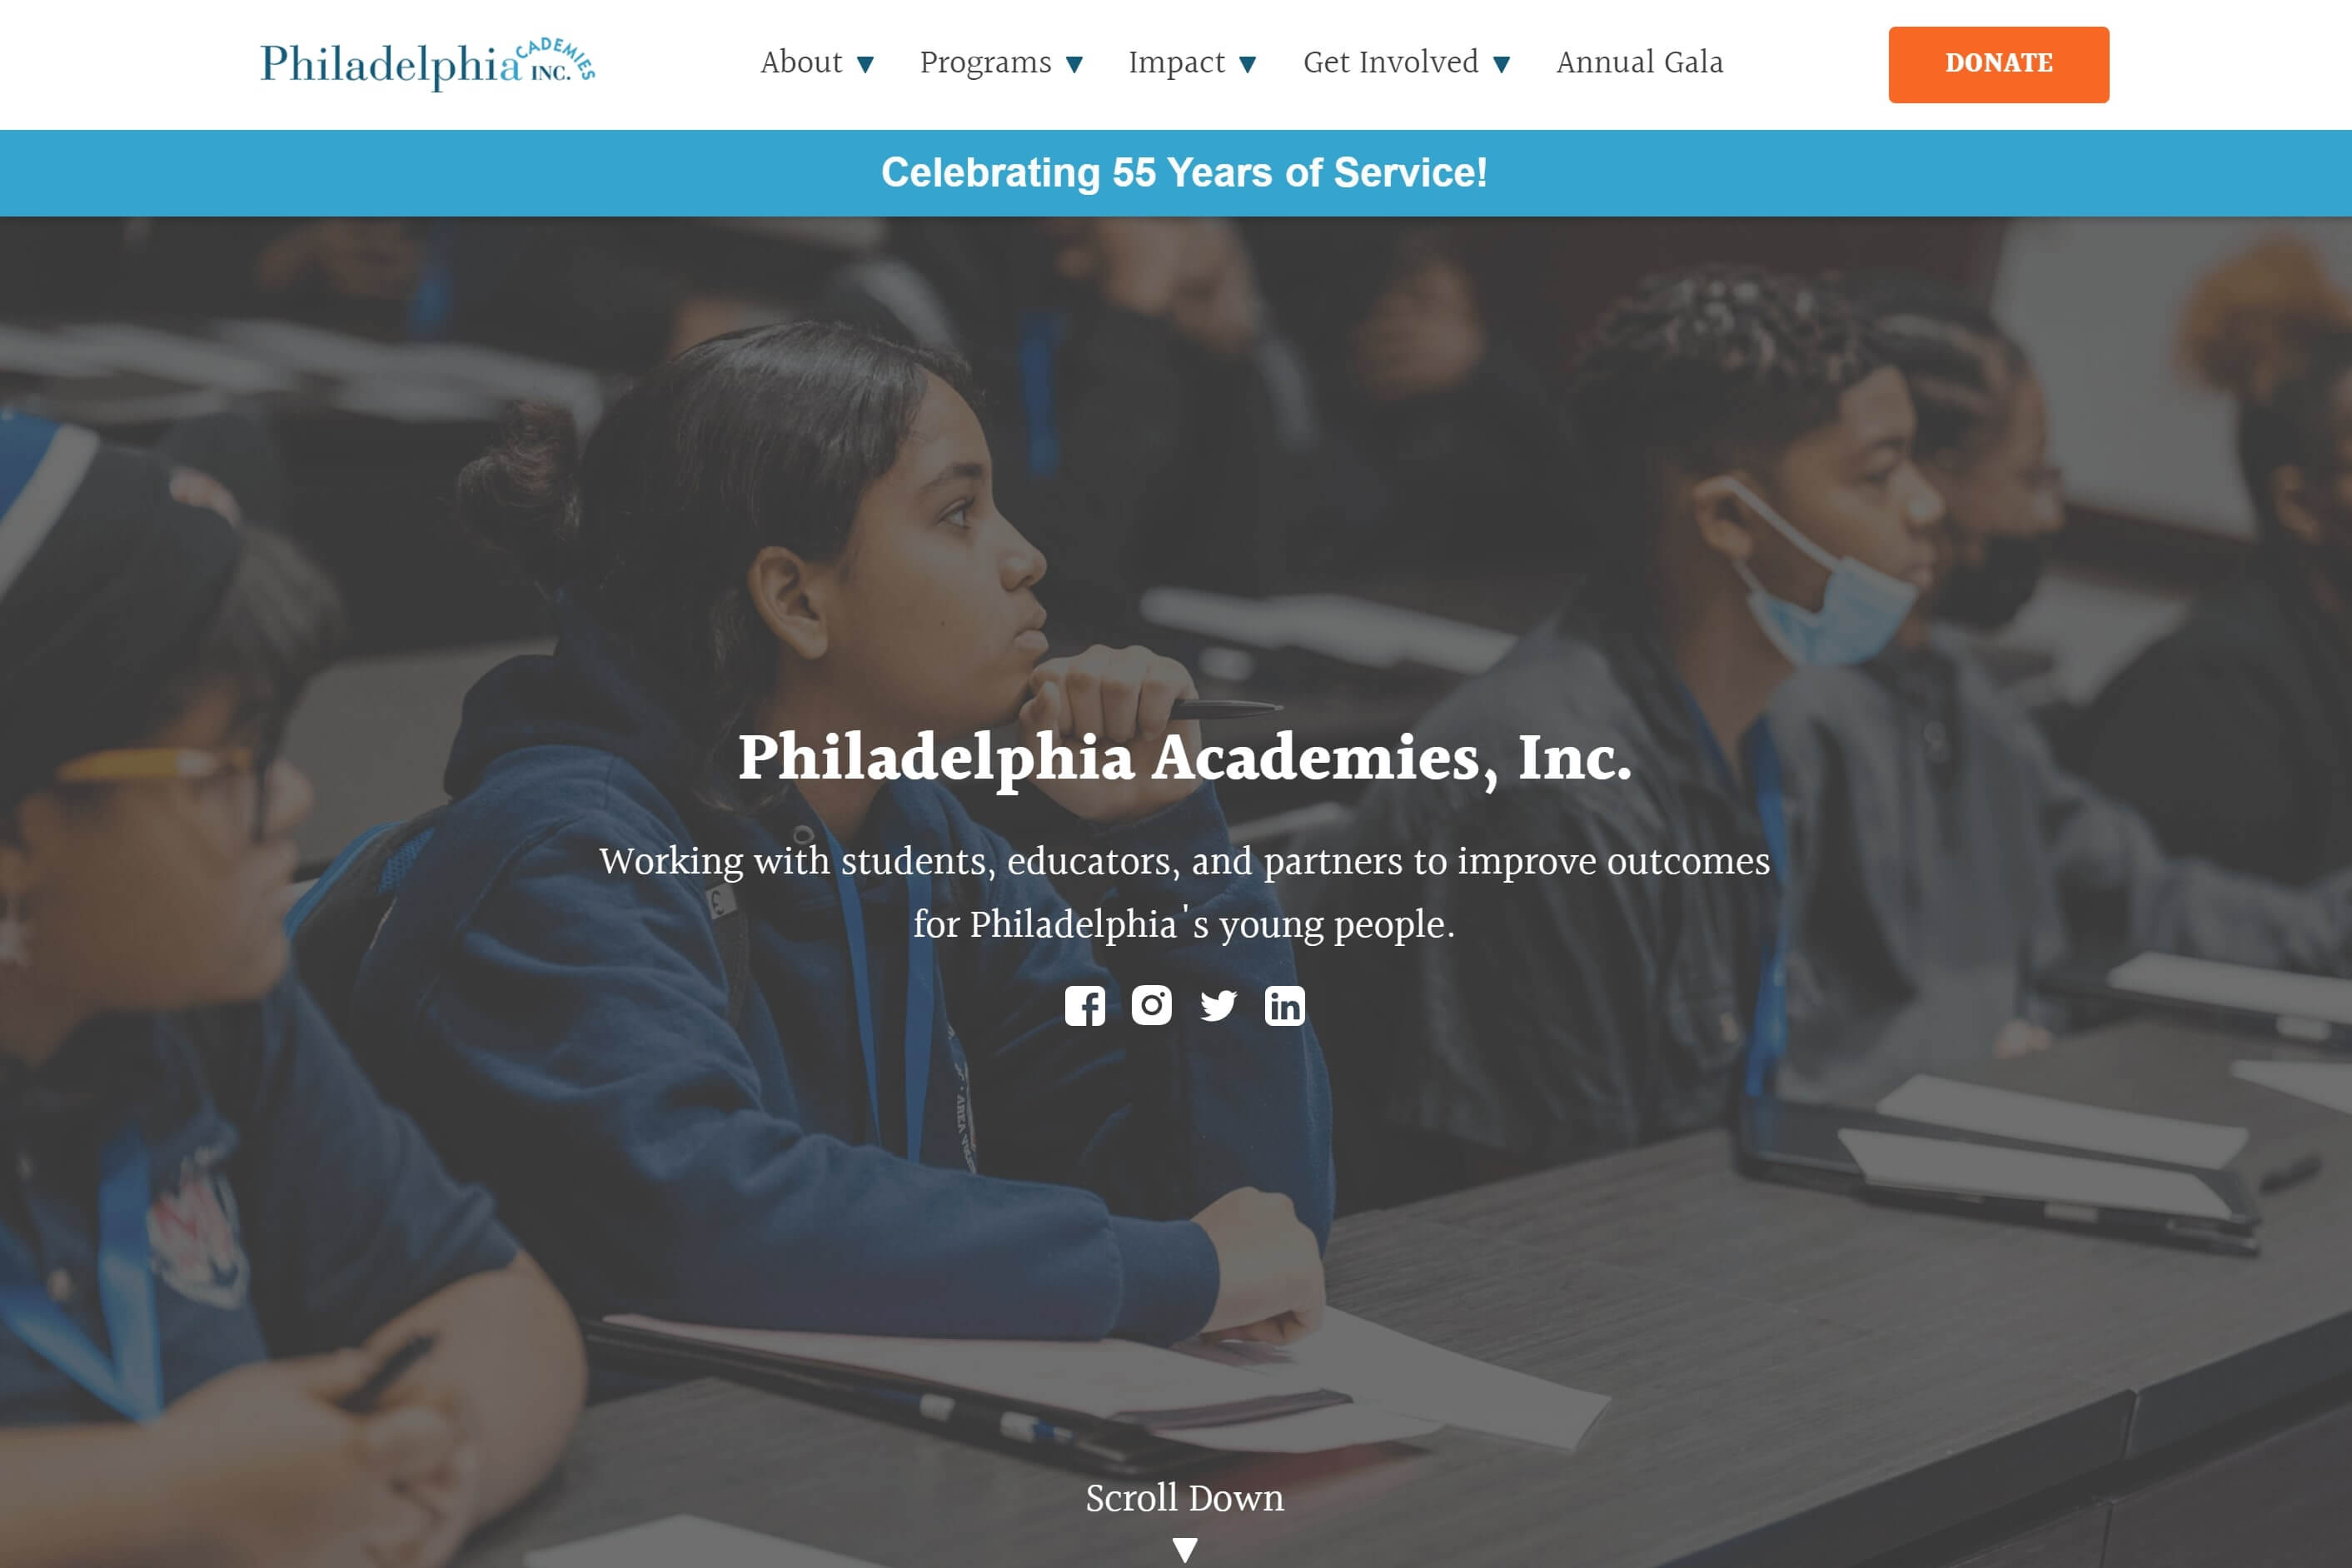 Philadelphia ACADEMIES INC.
About Programs Impact Get Involved Annual Gala DONATE
Celebrating 55 Years of Service!
Philadelphia Academies, Inc.
Working with students, educators, and partners to improve outcomes
for Philadelphia's young people.
Scroll Down